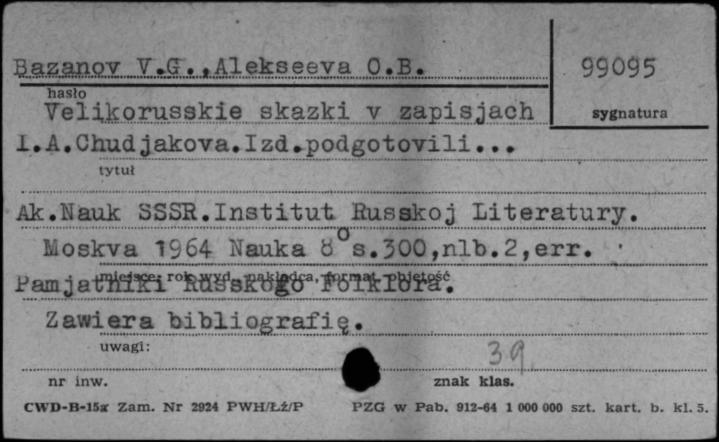 Bazanov V.G.,Alekseeva O.B.
99095
hasło
sygnatura
Velikorusskie skazki v zapisjach
I.A.Chudjakova.Izd.podgotovili...
tytuł
Ak.Nauk SSSR.Institut Russkoj Literatury.
Moskva 1964 Nauka 8° s.300,nlb.2,err.
miejsce, rok wyd., nakładca, format, objętość
Pamjatniki Russkogo Folklora.
Zawiera bibliografię.
uwagi:
39
nr inw.
znak klas.
CWD-B-15x Zam. Nr 2924 PWH/Łź/P
PZG w Pab. 912-64 1 000 000 szt. kart. b. kl. 5.